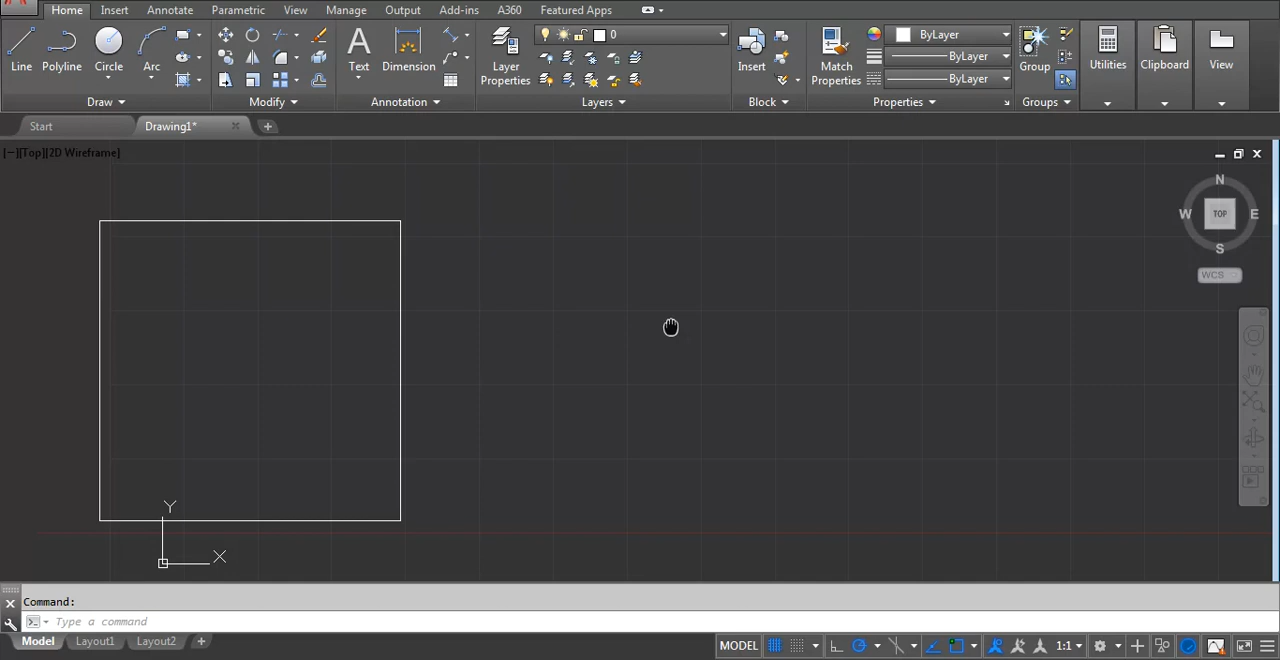 Home Insert Annotate Parametric View Manage Output Add-ins A360 Featured Apps
Line Polyline Circle Arc
Text Dimension
Layer Properties
0
Insert
Match Properties
ByLayer
ByLayer
ByLayer
Group Utilities Clipboard View
Draw Modify Annotation Layers Block Properties Groups
Start Drawing1* +
[−][Top][2D Wireframe]
N
W TOP E
S
WCS
Y
X
Command:
Type a command
Model Layout1 Layout2 +
MODEL 1:1